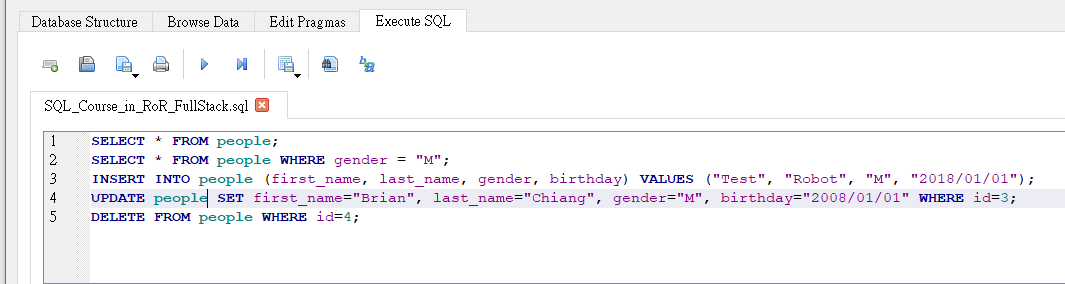 Database Structure Browse Data Edit Pragmas Execute SQL
SQL_Course_in_RoR_FullStack.sql
1 SELECT * FROM people;
2 SELECT * FROM people WHERE gender = "M";
3 INSERT INTO people (first_name, last_name, gender, birthday) VALUES ("Test", "Robot", "M", "2018/01/01");
4 UPDATE people SET first_name="Brian", last_name="Chiang", gender="M", birthday="2008/01/01" WHERE id=3;
5 DELETE FROM people WHERE id=4;